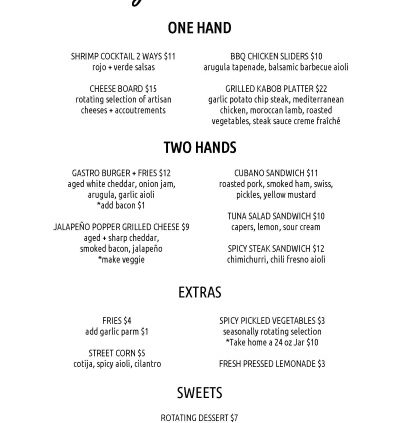 ONE HAND
SHRIMP COCKTAIL 2 WAYS $11
rojo + verde salsas
CHEESE BOARD $15
rotating selection of artisan
cheeses + accoutrements
BBQ CHICKEN SLIDERS $10
arugula tapenade, balsamic barbecue aioli
GRILLED KABOB PLATTER $22
garlic potato chip steak, mediterranean
chicken, moroccan lamb, roasted
vegetables, steak sauce creme fraîché
TWO HANDS
GASTRO BURGER + FRIES $12
aged white cheddar, onion jam,
arugula, garlic aioli
*add bacon $1
JALAPEÑO POPPER GRILLED CHEESE $9
aged + sharp cheddar,
smoked bacon, jalapeño
*make veggie
CUBANO SANDWICH $11
roasted pork, smoked ham, swiss,
pickles, yellow mustard
TUNA SALAD SANDWICH $10
capers, lemon, sour cream
SPICY STEAK SANDWICH $12
chimichurri, chili fresno aioli
EXTRAS
FRIES $4
add garlic parm $1
STREET CORN $5
cotija, spicy aioli, cilantro
SPICY PICKLED VEGETABLES $3
seasonally rotating selection
*Take home a 24 oz Jar $10
FRESH PRESSED LEMONADE $3
SWEETS
ROTATING DESSERT $7